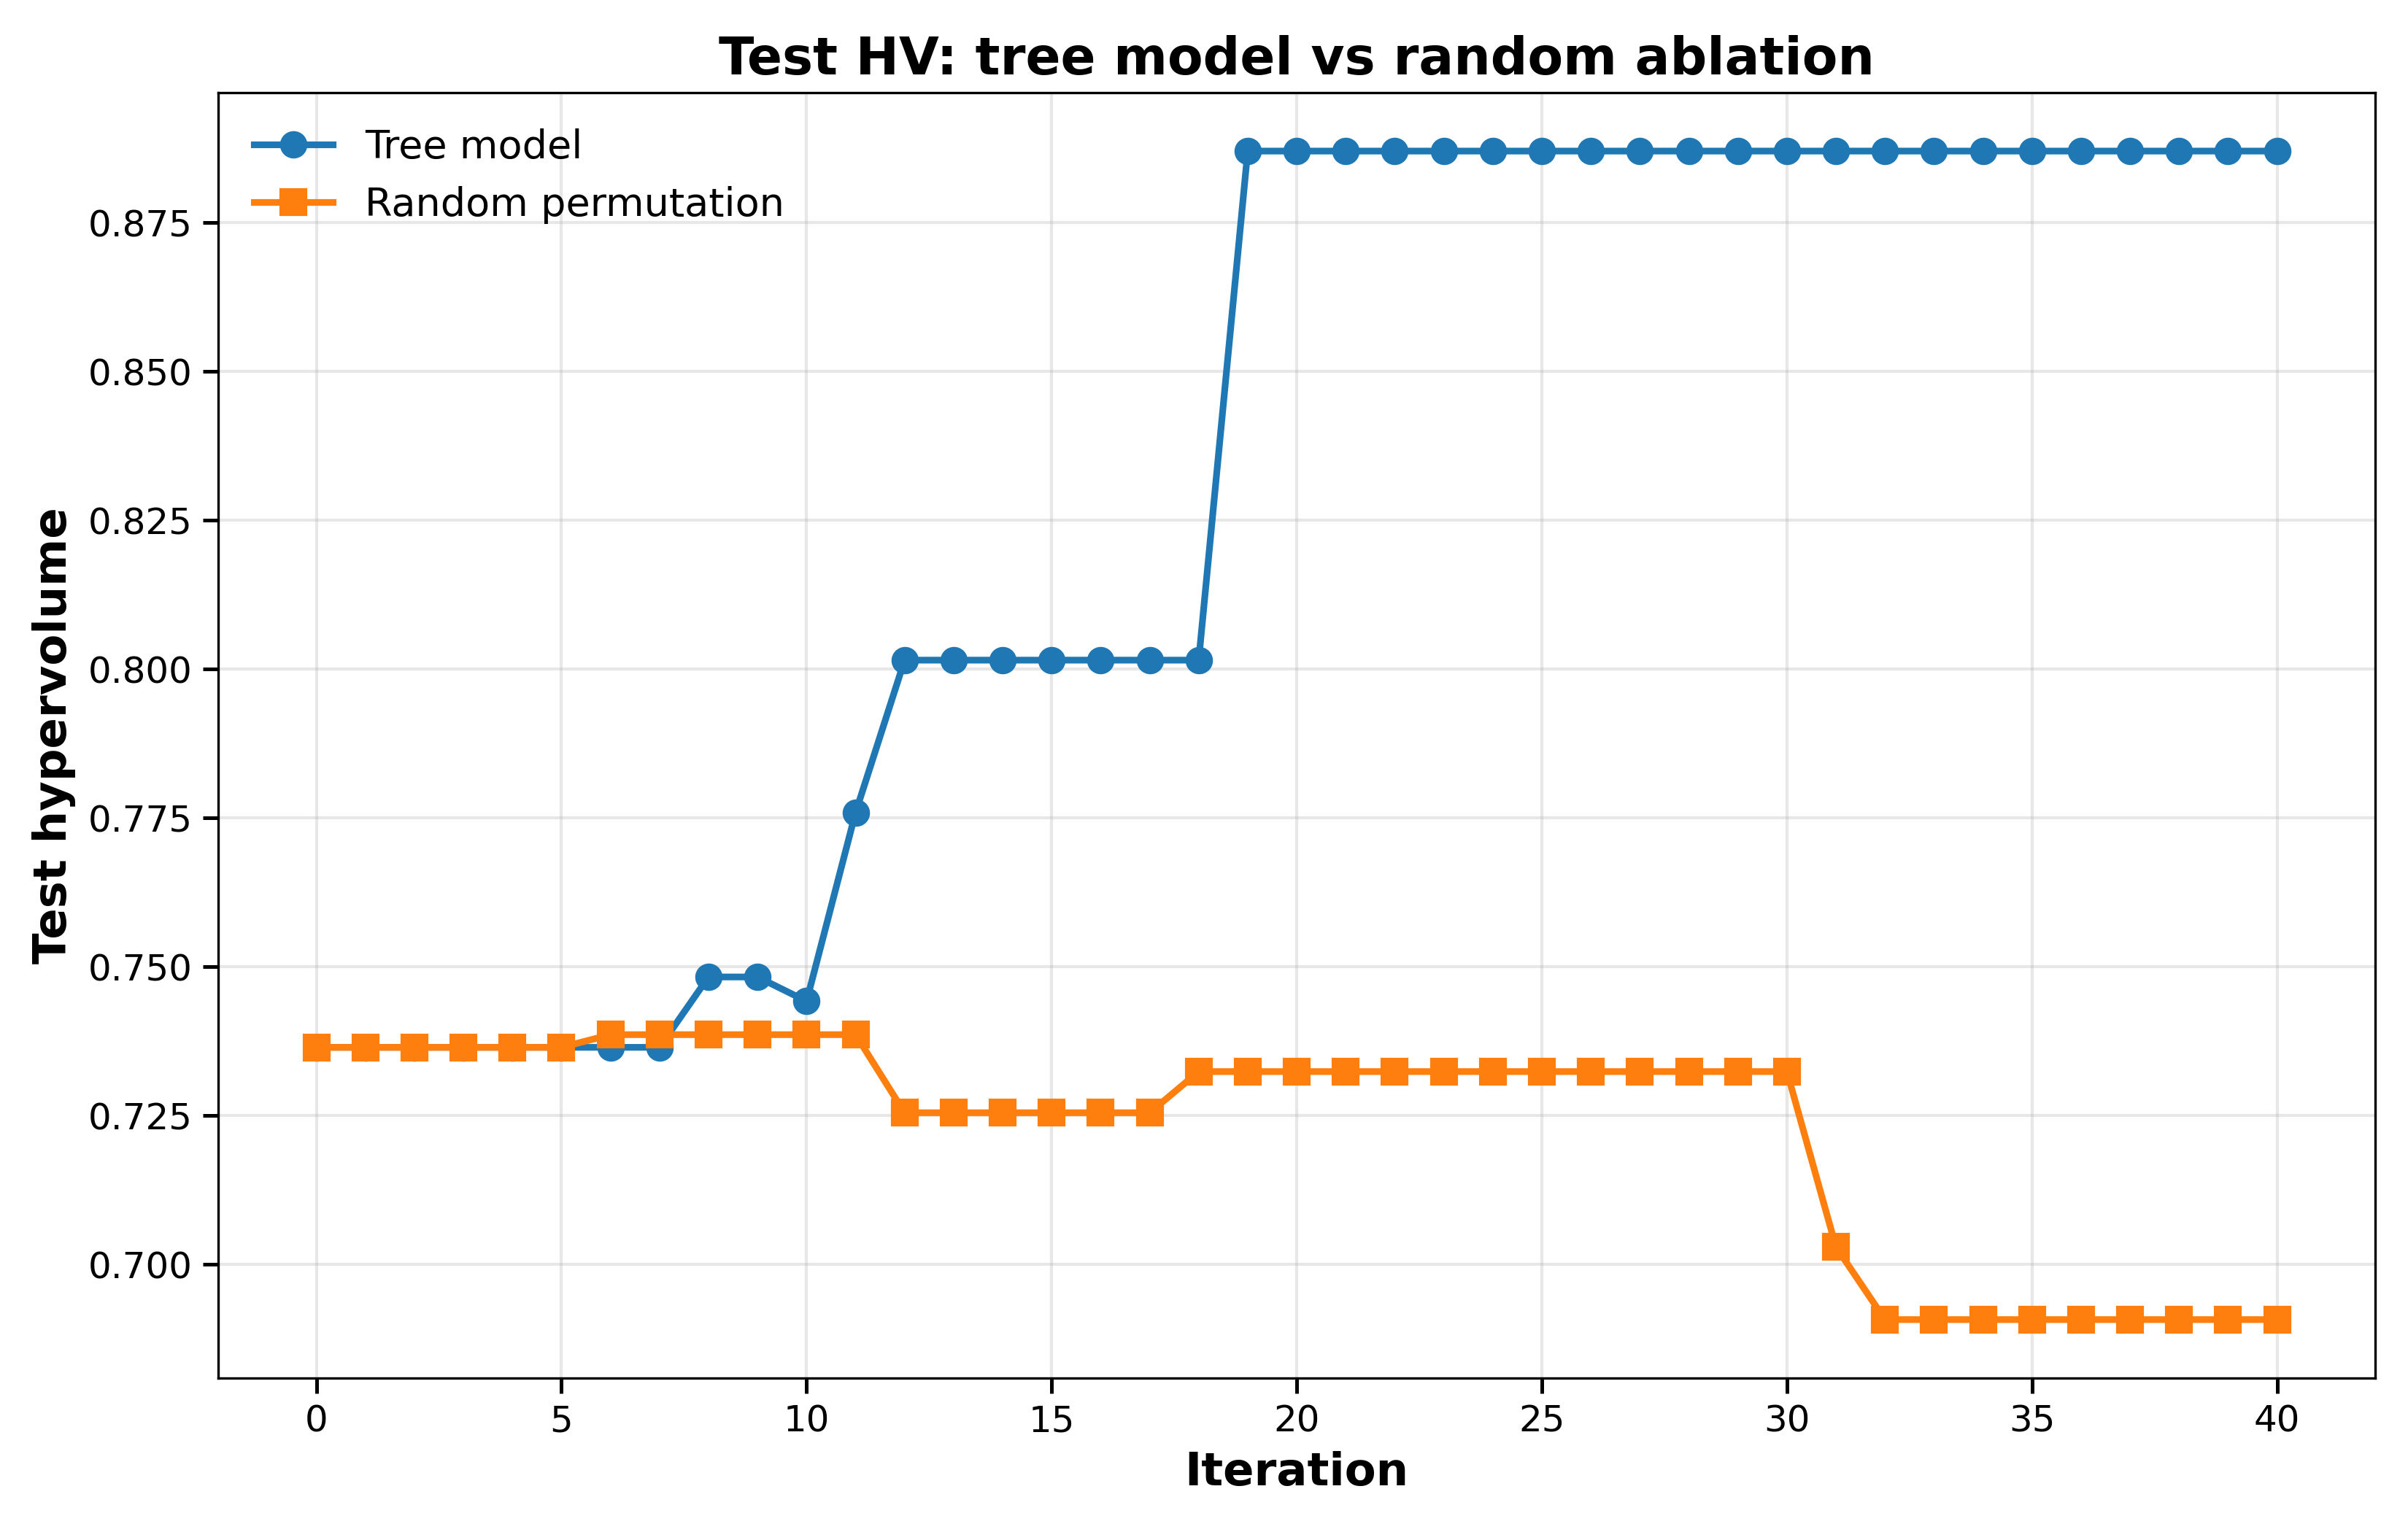 Test HV: tree model vs random ablation
Tree model
Random permutation
Test hypervolume
0.875
0.850
0.825
0.800
0.775
0.750
0.725
0.700
0 5 10 15 20 25 30 35 40
Iteration